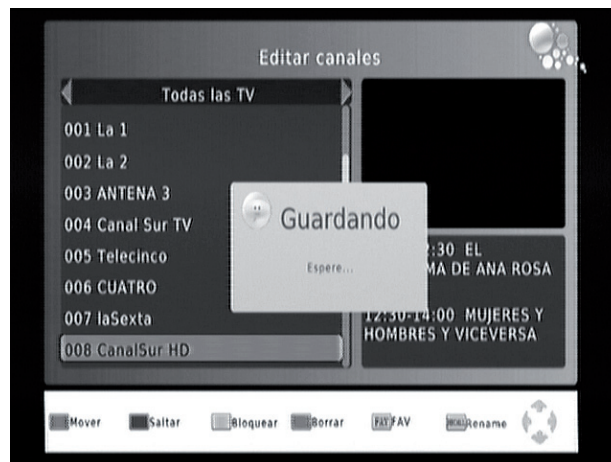 Editar canales
Todas las TV
001 La 1
002 La 2
003 ANTENA 3
004 Canal Sur TV
005 Telecinco
006 CUATRO
007 laSexta
008 CanalSur HD
Guardando
Espere...
:30 EL
MA DE ANA ROSA
12:30-14:00 MUJERES Y
HOMBRES Y VICEVERSA
Mover
Saltar
Bloquear
Borrar
FAV FAV
RECALL Rename